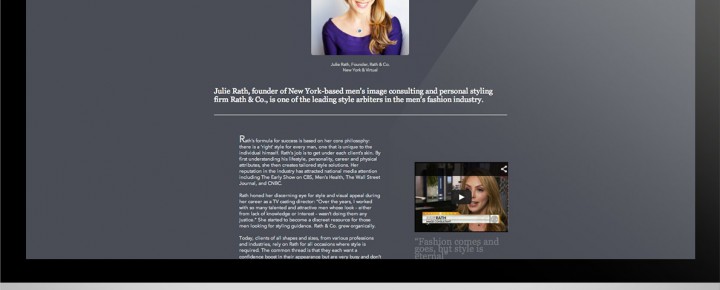 Julie Rath, Founder, Rath & Co.
New York & Virtual
Julie Rath, founder of New York-based men's image consulting and personal styling
firm Rath & Co., is one of the leading style arbiters in the men's fashion industry.
Rath's formula for success is based on her core philosophy:
there is a 'right' style for every man, one that is unique to the
individual himself. Rath's job is to get under each client's skin. By
first understanding his lifestyle, personality, career and physical
attributes, she then creates tailored style solutions. Her
reputation in the industry has attracted national media attention
including The Early Show on CBS, Men's Health, The Wall Street
Journal, and CNBC.
Rath honed her discerning eye for style and visual appeal during
her career as a TV casting director: "Over the years, I worked
with so many talented and attractive men whose look - either
from lack of knowledge or interest - wasn't doing them any
justice." She started to become a discreet resource for those
men looking for styling guidance. Rath & Co. grew organically.
Today, clients of all shapes and sizes, from various professions
and industries, rely on Rath for all occasions where style is
required. The common thread is that they each want a
confidence boost in their appearance but are very busy and don't
RATH
"Fashion comes and
goes, but style is
eternal"